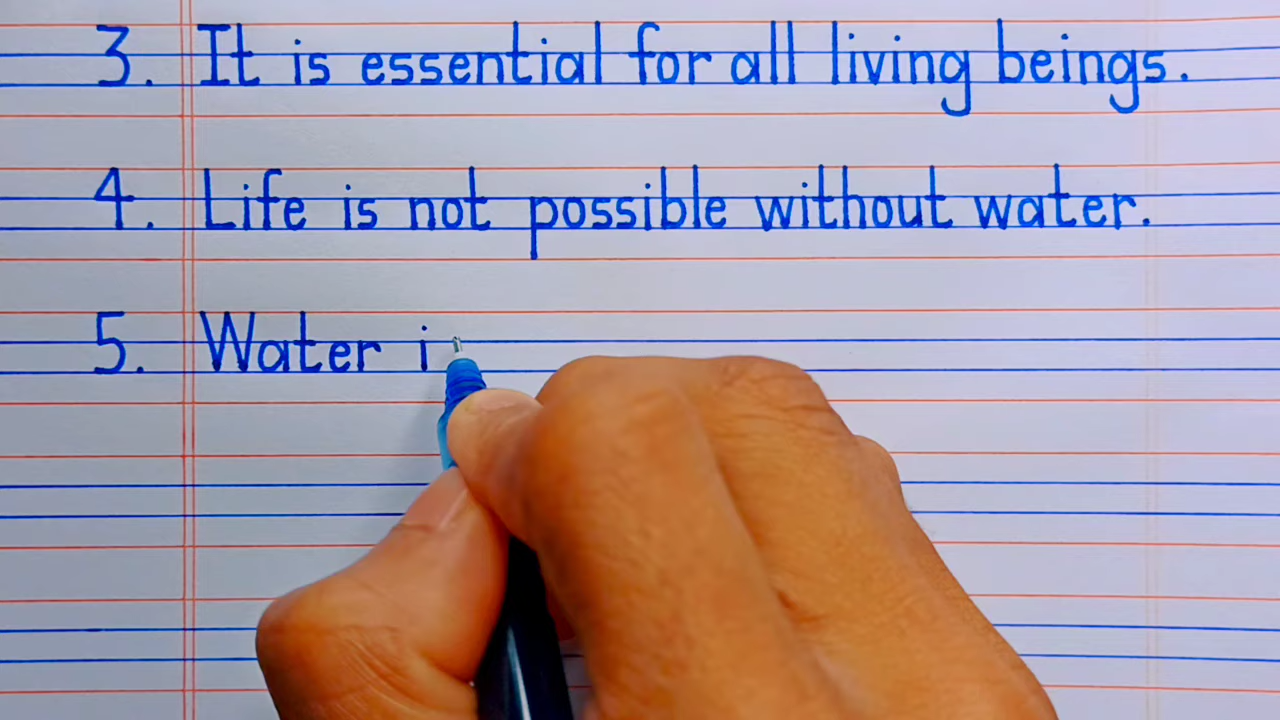 3. It is essential for all living beings.
4. Life is not possible without water.
5. Water i